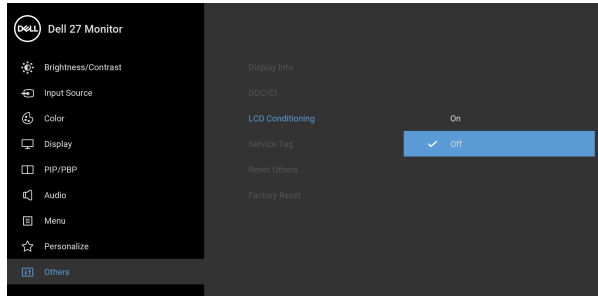 DELL Dell 27 Monitor
Brightness/Contrast
Input Source
Color
Display
PIP/PBP
Audio
Menu
Personalize
Others
Display Info
DDC/CI
LCD Conditioning
Service Tag
Reset Others
Factory Reset
On
Off